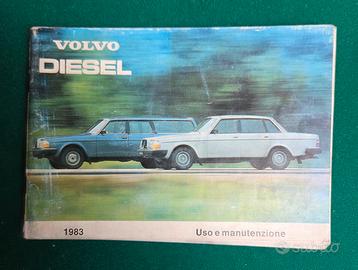 VOLVO
DIESEL
1983 Uso e manutenzione
subito